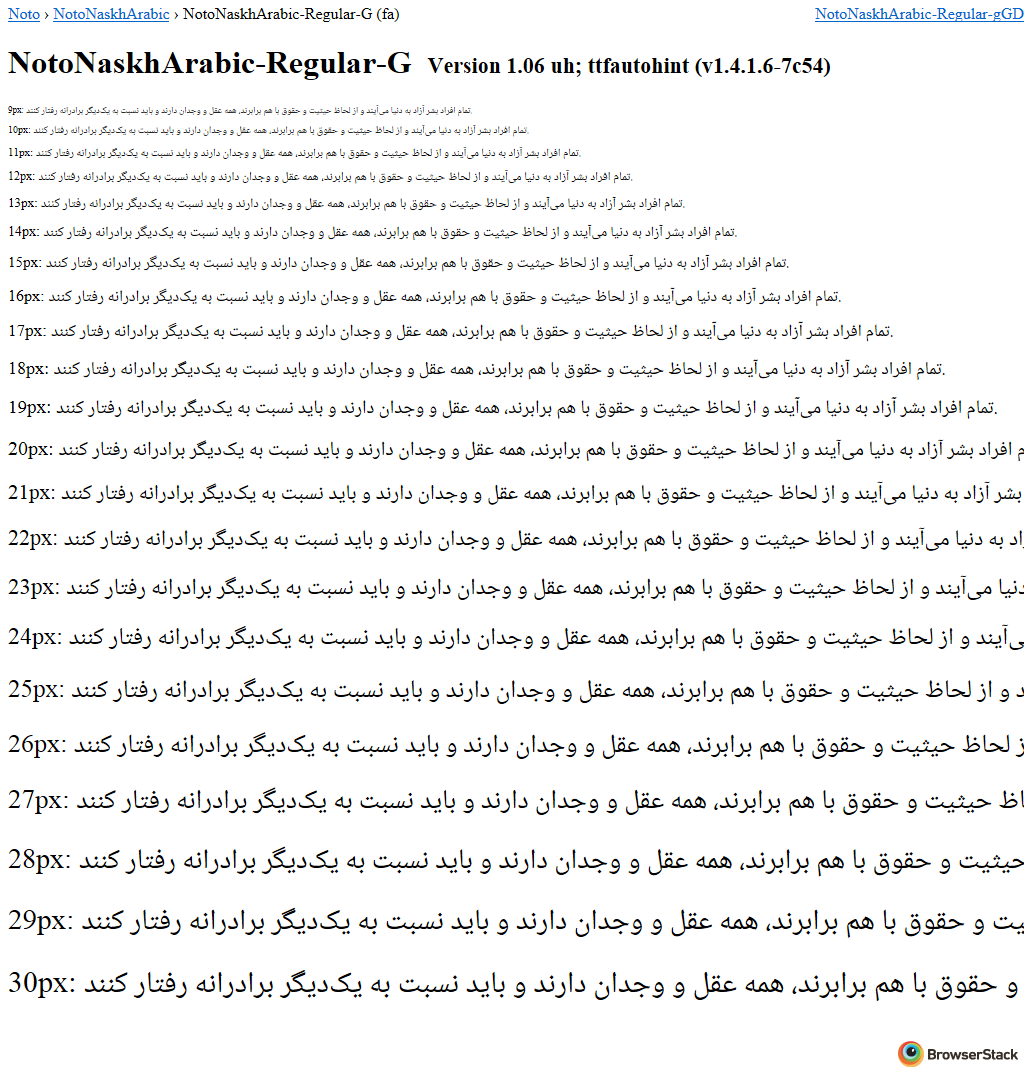 Noto › NotoNaskhArabic › NotoNaskhArabic-Regular-G (fa)
NotoNaskhArabic-Regular-gGD
NotoNaskhArabic-Regular-G Version 1.06 uh; ttfautohint (v1.4.1.6-7c54)
9px: تمام افراد بشر آزاد به دنیا می‌آیند و از لحاظ حیثیت و حقوق با هم برابرند، همه عقل و وجدان دارند و باید نسبت به یک‌دیگر برادرانه رفتار کنند.
10px: تمام افراد بشر آزاد به دنیا می‌آیند و از لحاظ حیثیت و حقوق با هم برابرند، همه عقل و وجدان دارند و باید نسبت به یک‌دیگر برادرانه رفتار کنند.
11px: تمام افراد بشر آزاد به دنیا می‌آیند و از لحاظ حیثیت و حقوق با هم برابرند، همه عقل و وجدان دارند و باید نسبت به یک‌دیگر برادرانه رفتار کنند.
12px: تمام افراد بشر آزاد به دنیا می‌آیند و از لحاظ حیثیت و حقوق با هم برابرند، همه عقل و وجدان دارند و باید نسبت به یک‌دیگر برادرانه رفتار کنند.
13px: تمام افراد بشر آزاد به دنیا می‌آیند و از لحاظ حیثیت و حقوق با هم برابرند، همه عقل و وجدان دارند و باید نسبت به یک‌دیگر برادرانه رفتار کنند.
14px: تمام افراد بشر آزاد به دنیا می‌آیند و از لحاظ حیثیت و حقوق با هم برابرند، همه عقل و وجدان دارند و باید نسبت به یک‌دیگر برادرانه رفتار کنند.
15px: تمام افراد بشر آزاد به دنیا می‌آیند و از لحاظ حیثیت و حقوق با هم برابرند، همه عقل و وجدان دارند و باید نسبت به یک‌دیگر برادرانه رفتار کنند.
16px: تمام افراد بشر آزاد به دنیا می‌آیند و از لحاظ حیثیت و حقوق با هم برابرند، همه عقل و وجدان دارند و باید نسبت به یک‌دیگر برادرانه رفتار کنند.
17px: تمام افراد بشر آزاد به دنیا می‌آیند و از لحاظ حیثیت و حقوق با هم برابرند، همه عقل و وجدان دارند و باید نسبت به یک‌دیگر برادرانه رفتار کنند.
18px: تمام افراد بشر آزاد به دنیا می‌آیند و از لحاظ حیثیت و حقوق با هم برابرند، همه عقل و وجدان دارند و باید نسبت به یک‌دیگر برادرانه رفتار کنند.
19px: تمام افراد بشر آزاد به دنیا می‌آیند و از لحاظ حیثیت و حقوق با هم برابرند، همه عقل و وجدان دارند و باید نسبت به یک‌دیگر برادرانه رفتار کنند.
20px: افراد بشر آزاد به دنیا می‌آیند و از لحاظ حیثیت و حقوق با هم برابرند، همه عقل و وجدان دارند و باید نسبت به یک‌دیگر برادرانه رفتار کنند
21px: بشر آزاد به دنیا می‌آیند و از لحاظ حیثیت و حقوق با هم برابرند، همه عقل و وجدان دارند و باید نسبت به یک‌دیگر برادرانه رفتار کنند
22px: به دنیا می‌آیند و از لحاظ حیثیت و حقوق با هم برابرند، همه عقل و وجدان دارند و باید نسبت به یک‌دیگر برادرانه رفتار کنند
23px: دنیا می‌آیند و از لحاظ حیثیت و حقوق با هم برابرند، همه عقل و وجدان دارند و باید نسبت به یک‌دیگر برادرانه رفتار کنند
24px: آیند و از لحاظ حیثیت و حقوق با هم برابرند، همه عقل و وجدان دارند و باید نسبت به یک‌دیگر برادرانه رفتار کنند
25px: و از لحاظ حیثیت و حقوق با هم برابرند، همه عقل و وجدان دارند و باید نسبت به یک‌دیگر برادرانه رفتار کنند
26px: لحاظ حیثیت و حقوق با هم برابرند، همه عقل و وجدان دارند و باید نسبت به یک‌دیگر برادرانه رفتار کنند
27px: حیثیت و حقوق با هم برابرند، همه عقل و وجدان دارند و باید نسبت به یک‌دیگر برادرانه رفتار کنند
28px: حیثیت و حقوق با هم برابرند، همه عقل و وجدان دارند و باید نسبت به یک‌دیگر برادرانه رفتار کنند
29px: و حقوق با هم برابرند، همه عقل و وجدان دارند و باید نسبت به یک‌دیگر برادرانه رفتار کنند
30px: و حقوق با هم برابرند، همه عقل و وجدان دارند و باید نسبت به یک‌دیگر برادرانه رفتار کنند
BrowserStack